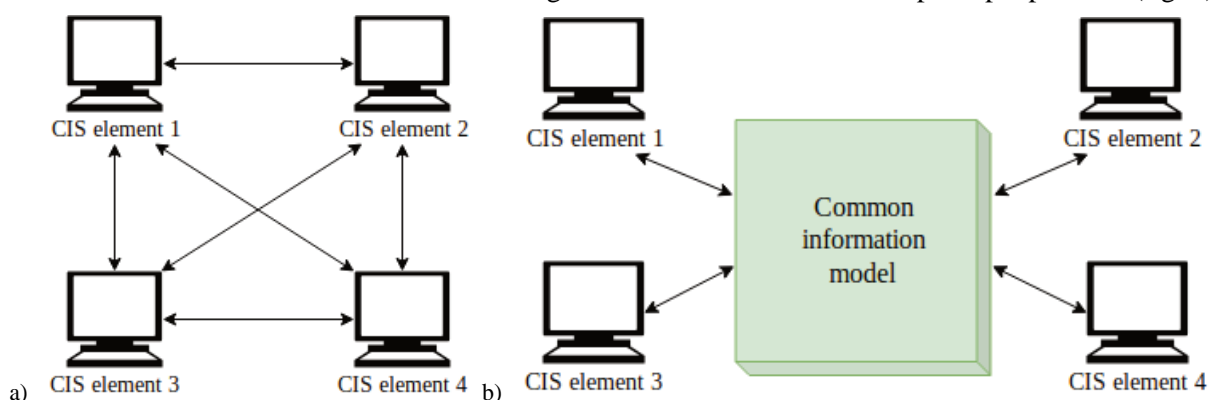 CIS element 1
CIS element 2
CIS element 3
CIS element 4
a)
CIS element 1
CIS element 2
Common
information
model
CIS element 3
CIS element 4
b)